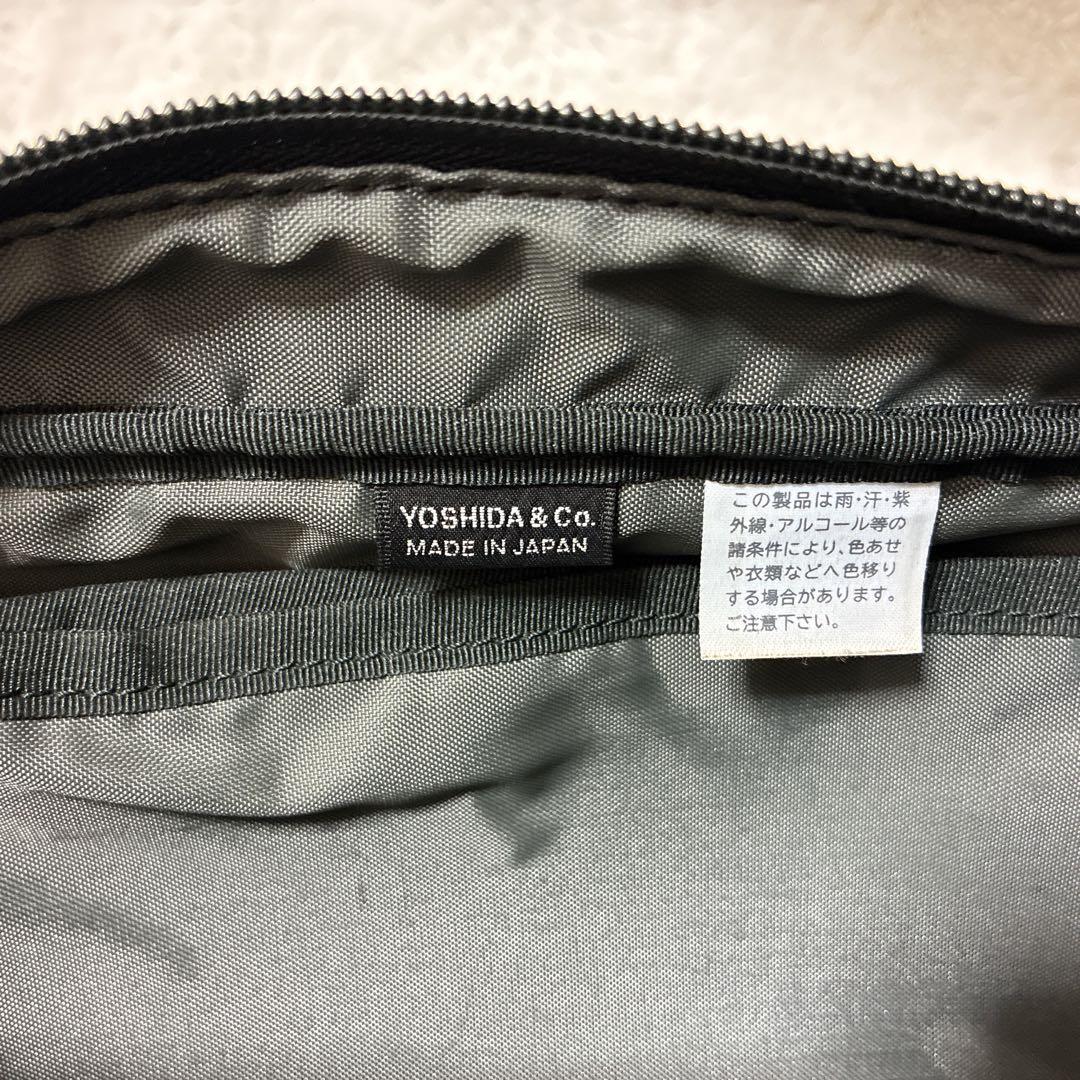 YOSHIDA & Co.
MADE IN JAPAN
この製品は雨・汗・紫
外線・アルコール等の
諸条件により、色あせ
や衣類などへ色移り
する場合があります。
ご注意下さい。